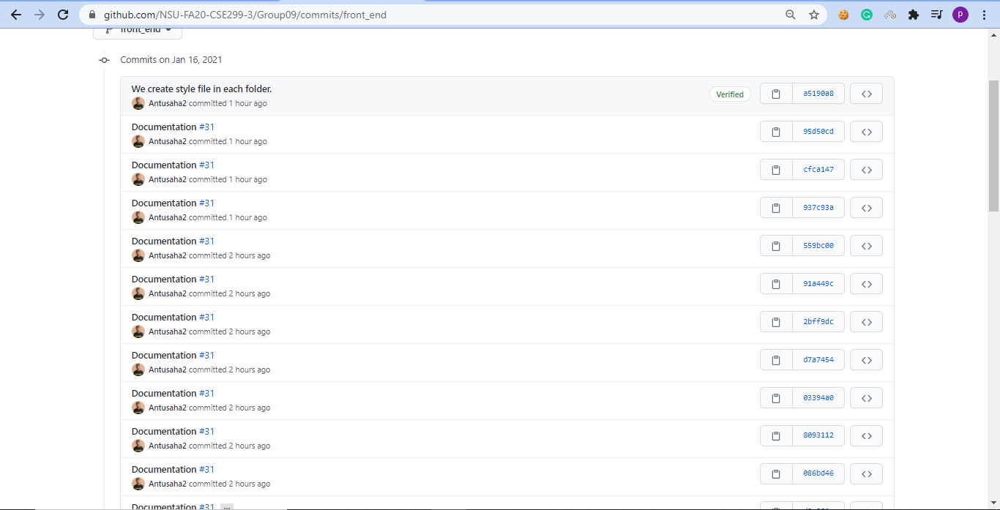 github.com/NSU-FA20-CSE299-3/Group09/commits/front_end
P
front_end
Commits on Jan 16, 2021
We create style file in each folder.
Antusaha2 committed 1 hour ago
Verified
a5190a8
Documentation #31
Antusaha2 committed 1 hour ago
95d50cd
Documentation #31
Antusaha2 committed 1 hour ago
cfca147
Documentation #31
Antusaha2 committed 1 hour ago
937c93a
Documentation #31
Antusaha2 committed 2 hours ago
559bc00
Documentation #31
Antusaha2 committed 2 hours ago
91a449c
Documentation #31
Antusaha2 committed 2 hours ago
2bff9dc
Documentation #31
Antusaha2 committed 2 hours ago
d7a7454
Documentation #31
Antusaha2 committed 2 hours ago
03394a0
Documentation #31
Antusaha2 committed 2 hours ago
8093112
Documentation #31
Antusaha2 committed 2 hours ago
086bd46
Documentation #31